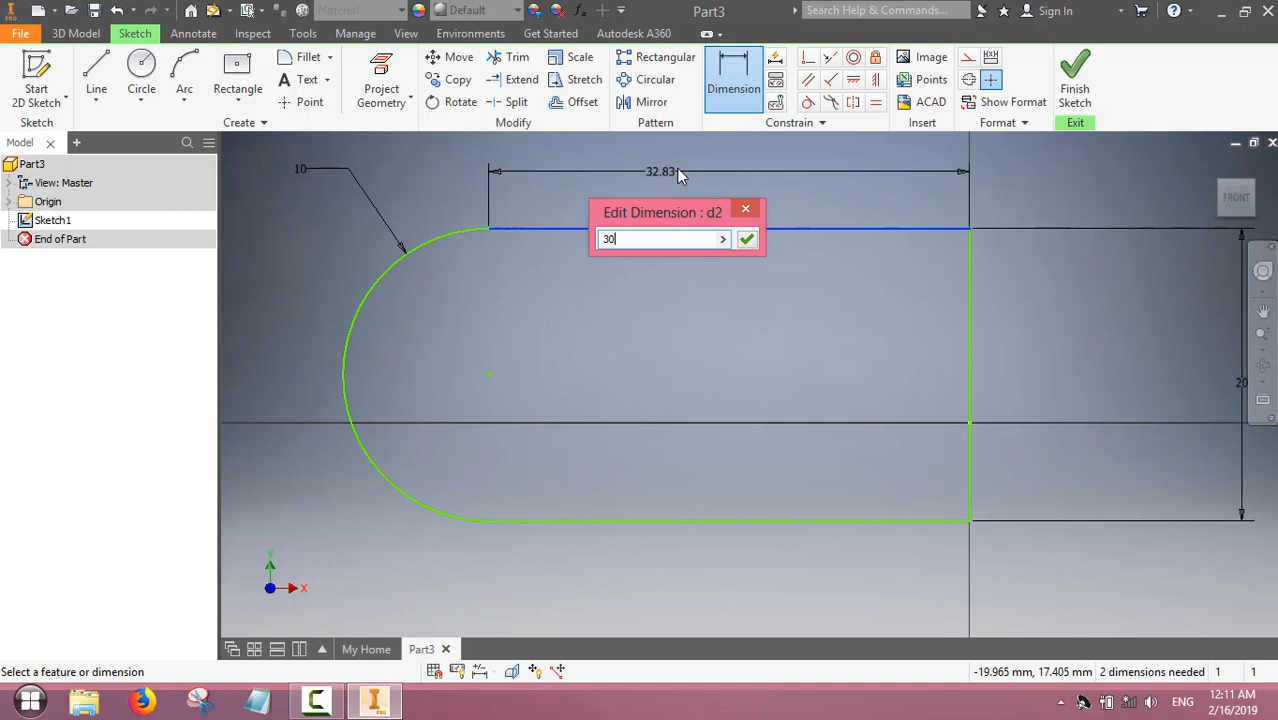 Material
Default
Part3
Search Help & Commands...
Sign In
File
3D Model
Sketch
Annotate
Inspect
Tools
Manage
View
Environments
Get Started
Autodesk A360
Start
2D Sketch
Line
Circle
Arc
Rectangle
Fillet
Text
Point
Project
Geometry
Move
Copy
Rotate
Trim
Extend
Split
Scale
Stretch
Offset
Rectangular
Circular
Mirror
Dimension
Image
Points
ACAD
Show Format
Finish
Sketch
Sketch
Create
Modify
Pattern
Constrain
Insert
Format
Exit
Model
Part3
View: Master
Origin
Sketch1
End of Part
10
32.83
FRONT
Edit Dimension : d2
30
20
Y
X
My Home
Part3
Select a feature or dimension
-19.965 mm, 17.405 mm
2 dimensions needed
1
1
ENG
12:11 AM
2/16/2019